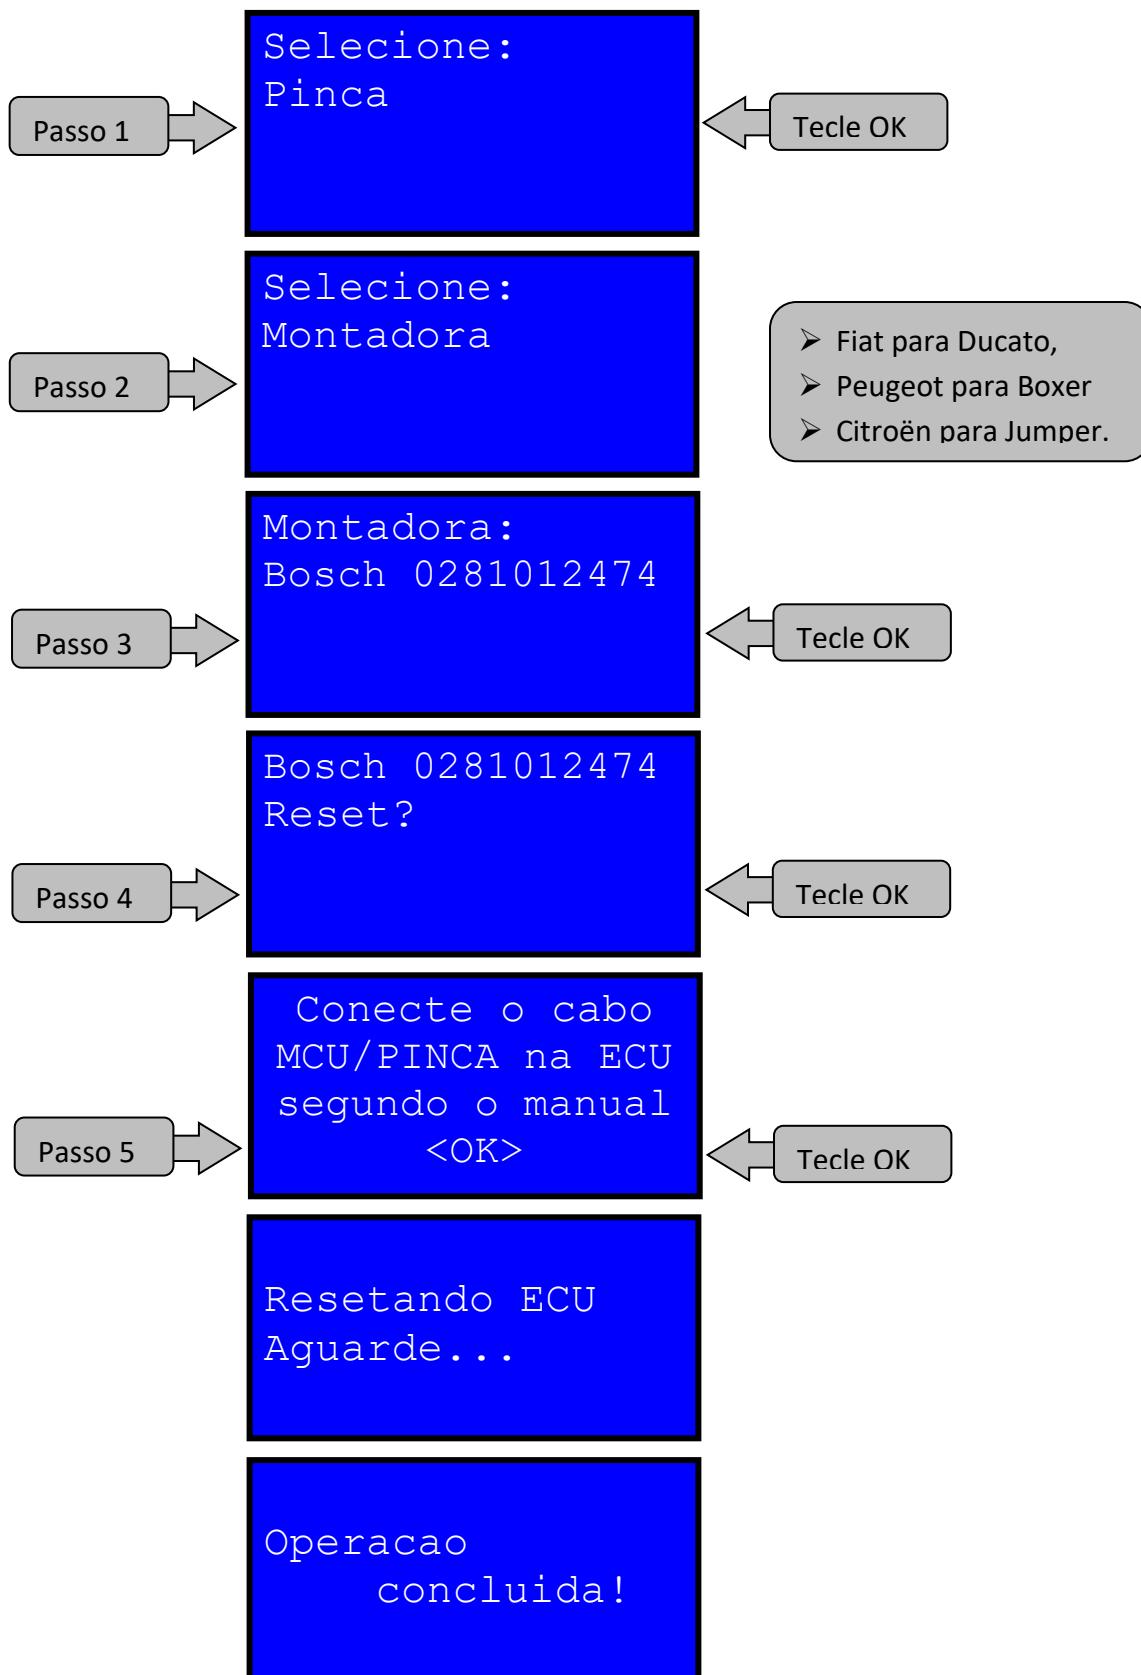 Selecione:
Pinca
Passo 1
Tecle OK
Selecione:
Montadora
Passo 2
➢ Fiat para Ducato,
➢ Peugeot para Boxer
➢ Citroën para Jumper.
Montadora:
Bosch 0281012474
Passo 3
Tecle OK
Bosch 0281012474
Reset?
Passo 4
Tecle OK
Conecte o cabo
MCU/PINCA na ECU
segundo o manual
<OK>
Passo 5
Tecle OK
Resetando ECU
Aguarde...
Operacao
concluida!